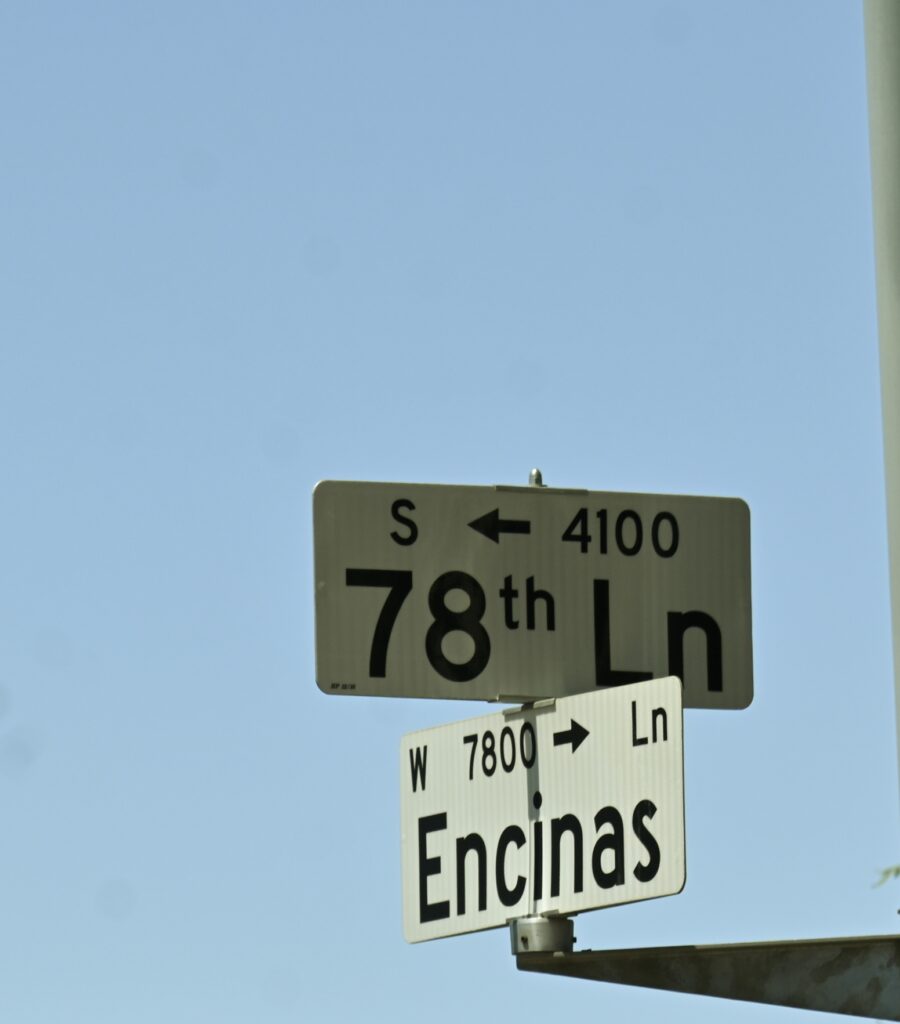 S ← 4100
78th Ln
W 7800 → Ln
Encinas